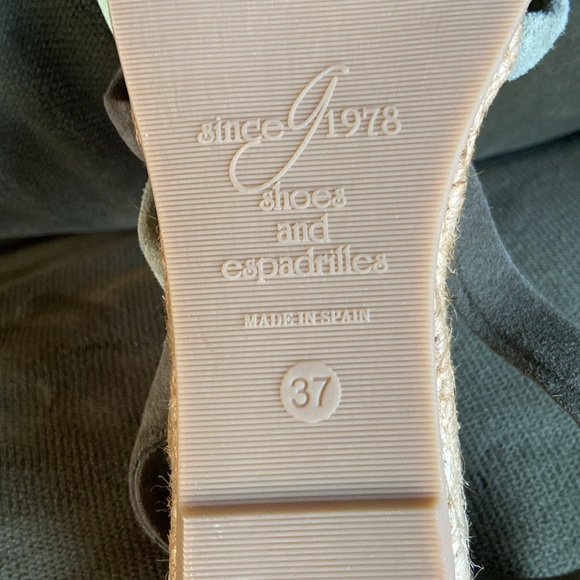 since g 1978
shoes
and
espadrilles
MADE IN SPAIN
37